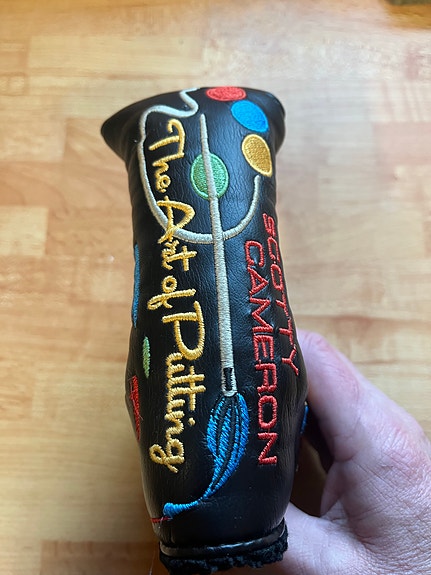 The Art of Putting
SCOTTY
CAMERON